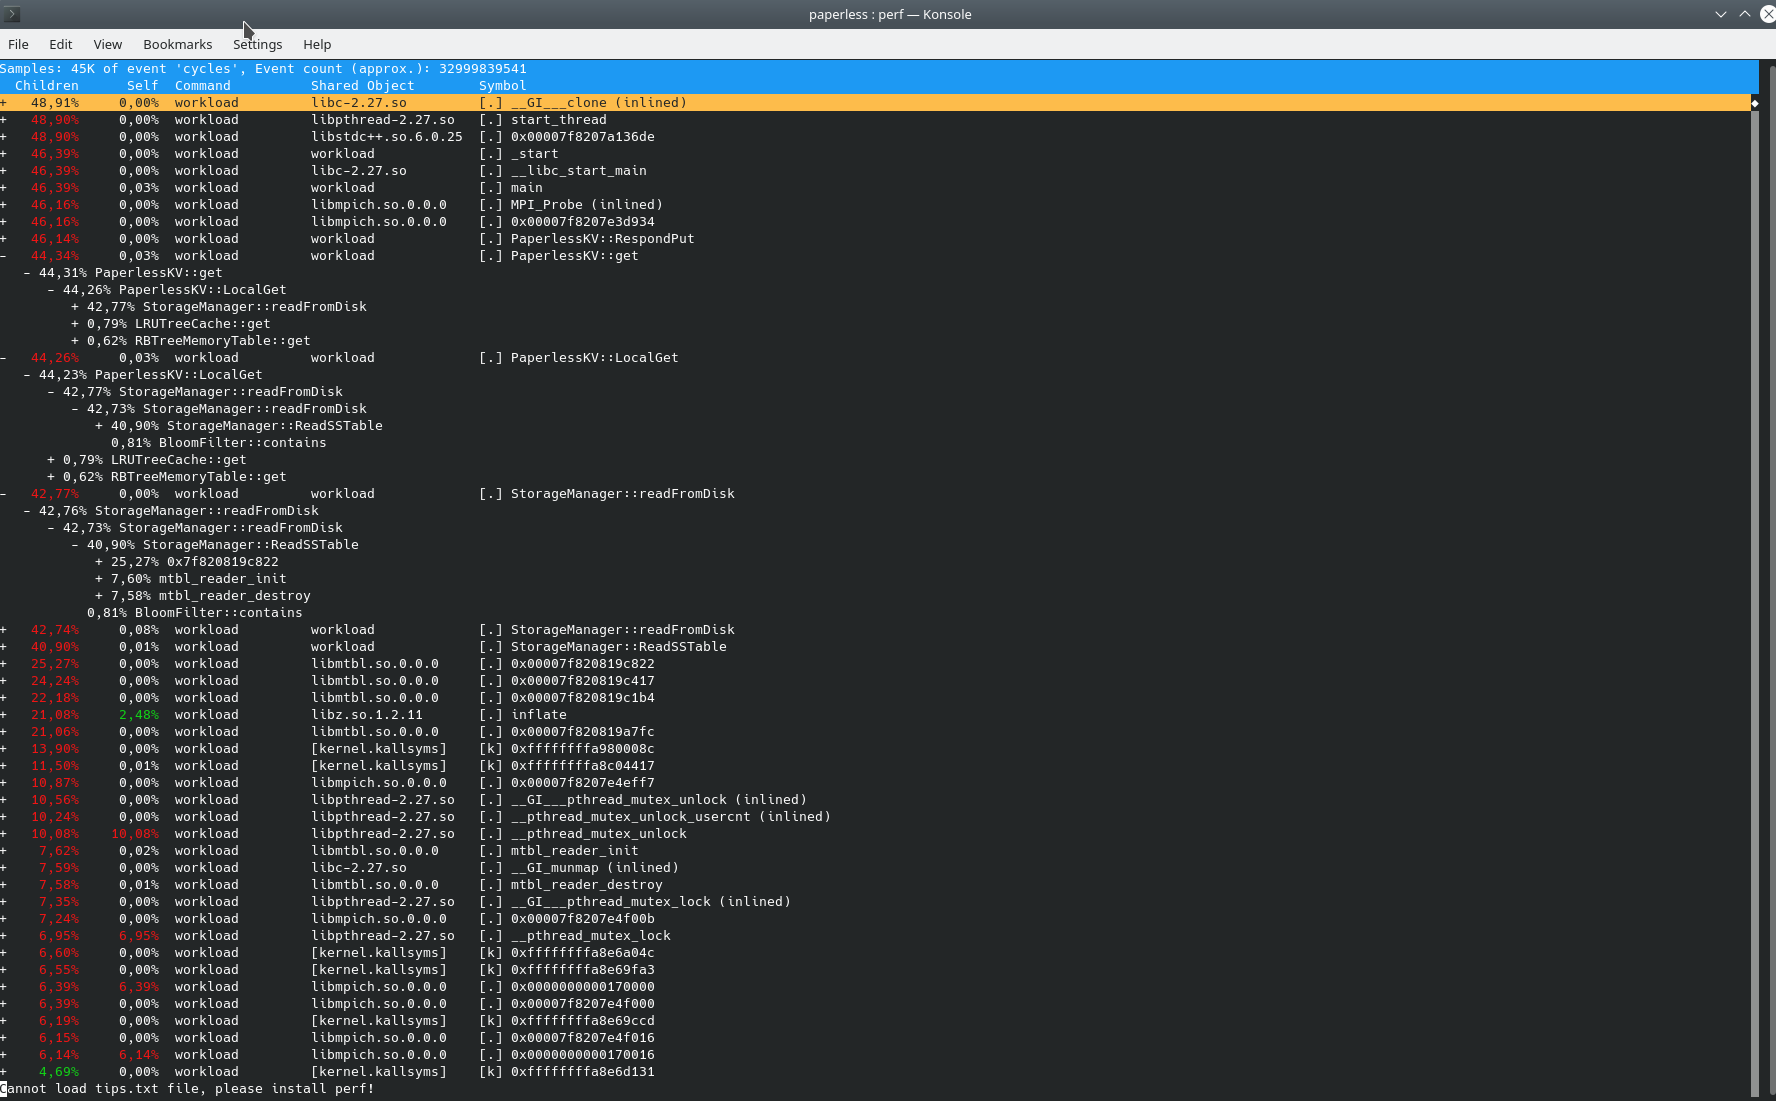 paperless : perf — Konsole
File Edit View Bookmarks Settings Help
Samples: 45K of event 'cycles', Event count (approx.): 32999839541
Children Self Command Shared Object Symbol
+ 48,91% 0,00% workload libc-2.27.so [.] __GI___clone (inlined)
+ 48,90% 0,00% workload libpthread-2.27.so [.] start_thread
+ 48,90% 0,00% workload libstdc++.so.6.0.25 [.] 0x00007f8207a136de
+ 46,39% 0,00% workload workload [.] _start
+ 46,39% 0,00% workload libc-2.27.so [.] __libc_start_main
+ 46,39% 0,03% workload workload [.] main
+ 46,16% 0,00% workload libmpich.so.0.0.0 [.] MPI_Probe (inlined)
+ 46,16% 0,00% workload libmpich.so.0.0.0 [.] 0x00007f8207e3d934
+ 46,14% 0,00% workload workload [.] PaperlessKV::RespondPut
- 44,34% 0,03% workload workload [.] PaperlessKV::get
- 44,31% PaperlessKV::get
- 44,26% PaperlessKV::LocalGet
+ 42,77% StorageManager::readFromDisk
+ 0,79% LRUTreeCache::get
+ 0,62% RBTreeMemoryTable::get
- 44,26% 0,03% workload workload [.] PaperlessKV::LocalGet
- 44,23% PaperlessKV::LocalGet
- 42,77% StorageManager::readFromDisk
- 42,73% StorageManager::readFromDisk
+ 40,90% StorageManager::ReadSSTable
0,81% BloomFilter::contains
+ 0,79% LRUTreeCache::get
+ 0,62% RBTreeMemoryTable::get
- 42,77% 0,00% workload workload [.] StorageManager::readFromDisk
- 42,76% StorageManager::readFromDisk
- 42,73% StorageManager::readFromDisk
- 40,90% StorageManager::ReadSSTable
+ 25,27% 0x7f820819c822
+ 7,60% mtbl_reader_init
+ 7,58% mtbl_reader_destroy
0,81% BloomFilter::contains
+ 42,74% 0,08% workload workload [.] StorageManager::readFromDisk
+ 40,90% 0,01% workload workload [.] StorageManager::ReadSSTable
+ 25,27% 0,00% workload libmtbl.so.0.0.0 [.] 0x00007f820819c822
+ 24,24% 0,00% workload libmtbl.so.0.0.0 [.] 0x00007f820819c417
+ 22,18% 0,00% workload libmtbl.so.0.0.0 [.] 0x00007f820819c1b4
+ 21,08% 2,48% workload libz.so.1.2.11 [.] inflate
+ 21,06% 0,00% workload libmtbl.so.0.0.0 [.] 0x00007f820819a7fc
+ 13,90% 0,00% workload [kernel.kallsyms] [k] 0xffffffffa980008c
+ 11,50% 0,01% workload [kernel.kallsyms] [k] 0xffffffffa8c04417
+ 10,87% 0,00% workload libmpich.so.0.0.0 [.] 0x00007f8207e4eff7
+ 10,56% 0,00% workload libpthread-2.27.so [.] __GI___pthread_mutex_unlock (inlined)
+ 10,24% 0,00% workload libpthread-2.27.so [.] __pthread_mutex_unlock_usercnt (inlined)
+ 10,08% 10,08% workload libpthread-2.27.so [.] __pthread_mutex_unlock
+ 7,62% 0,02% workload libmtbl.so.0.0.0 [.] mtbl_reader_init
+ 7,59% 0,00% workload libc-2.27.so [.] __GI_munmap (inlined)
+ 7,58% 0,01% workload libmtbl.so.0.0.0 [.] mtbl_reader_destroy
+ 7,35% 0,00% workload libpthread-2.27.so [.] __GI___pthread_mutex_lock (inlined)
+ 7,24% 0,00% workload libmpich.so.0.0.0 [.] 0x00007f8207e4f00b
+ 6,95% 6,95% workload libpthread-2.27.so [.] __pthread_mutex_lock
+ 6,60% 0,00% workload [kernel.kallsyms] [k] 0xffffffffa8e6a04c
+ 6,55% 0,00% workload [kernel.kallsyms] [k] 0xffffffffa8e69fa3
+ 6,39% 6,39% workload libmpich.so.0.0.0 [.] 0x0000000000170000
+ 6,39% 0,00% workload libmpich.so.0.0.0 [.] 0x00007f8207e4f000
+ 6,19% 0,00% workload [kernel.kallsyms] [k] 0xffffffffa8e69ccd
+ 6,15% 0,00% workload libmpich.so.0.0.0 [.] 0x00007f8207e4f016
+ 6,14% 6,14% workload libmpich.so.0.0.0 [.] 0x0000000000170016
+ 4,69% 0,00% workload [kernel.kallsyms] [k] 0xffffffffa8e6d131
Cannot load tips.txt file, please install perf!